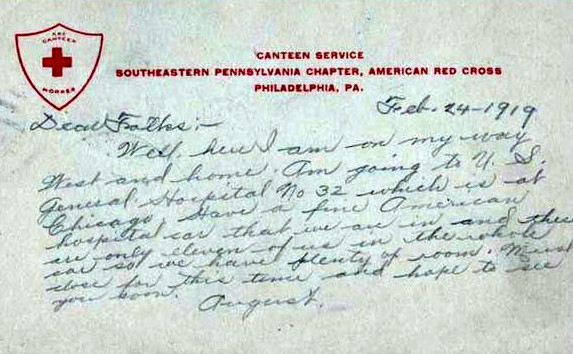 ARC
CANTEEN
WORKER
CANTEEN SERVICE
SOUTHEASTERN PENNSYLVANIA CHAPTER, AMERICAN RED CROSS
PHILADELPHIA, PA.
Feb. 24-1919
Dear Folks:-
Well, here I am on my way
West and home. Am going to U. S.
General Hospital No 32 which is at
Chicago. Have a fine American
hospital car that we are in and there
is only eleven of us in the whole
car so we have plenty of room. Must
close for this time and hope to see
you soon.
August.